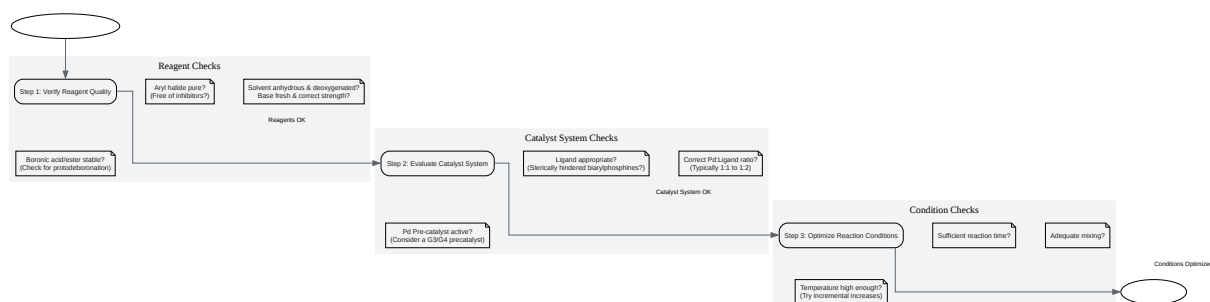 Reagent Checks
Step 1: Verify Reagent Quality
Aryl halide pure?
(Free of inhibitors?)
Solvent anhydrous & deoxygenated?
Base fresh & correct strength?
Reagents OK
Boronic acid/ester stable?
(Check for protodeboronation)
Catalyst System Checks
Step 2: Evaluate Catalyst System
Ligand appropriate?
(Sterically hindered biarylphosphines?)
Correct Pd:Ligand ratio?
(Typically 1:1 to 1:2)
Catalyst System OK
Pd Pre-catalyst active?
(Consider a G3/G4 precatalyst)
Condition Checks
Step 3: Optimize Reaction Conditions
Sufficient reaction time?
Adequate mixing?
Conditions Optimize
Temperature high enough?
(Try incremental increases)